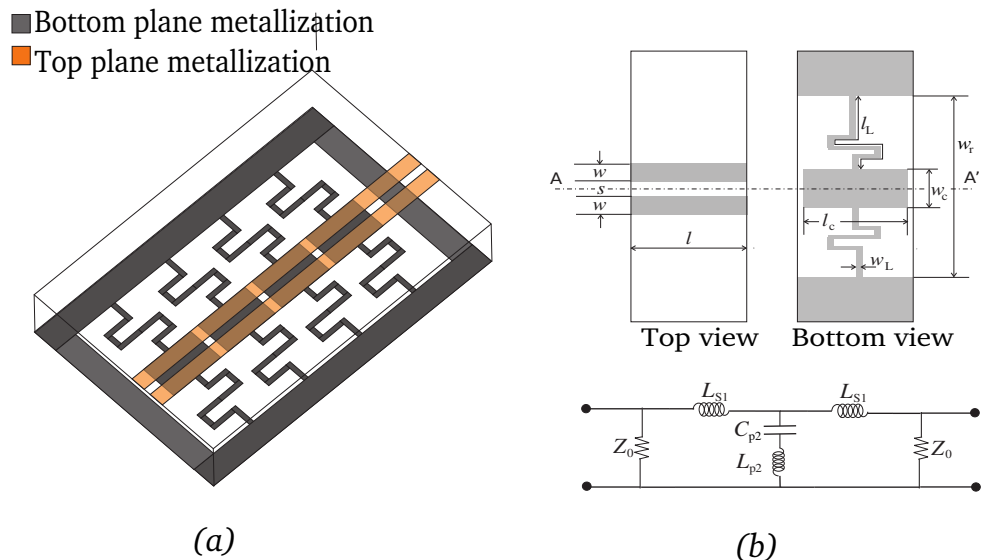 Bottom plane metallization
Top plane metallization
(a)
A
w
s
w
l
Top view
l_L
w_r
w_c
A'
l_c
w_L
Bottom view
L_S1
L_S1
C_p2
Z_0
L_p2
Z_0
(b)